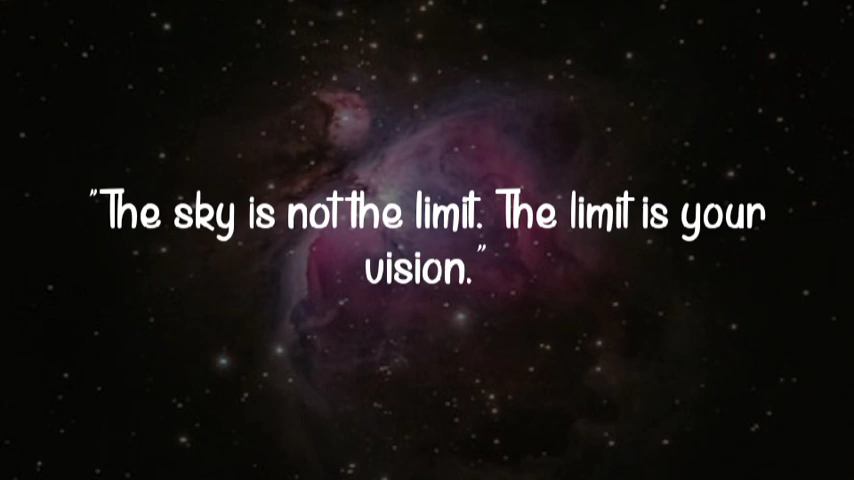 "The sky is not the limit. The limit is your
vision."